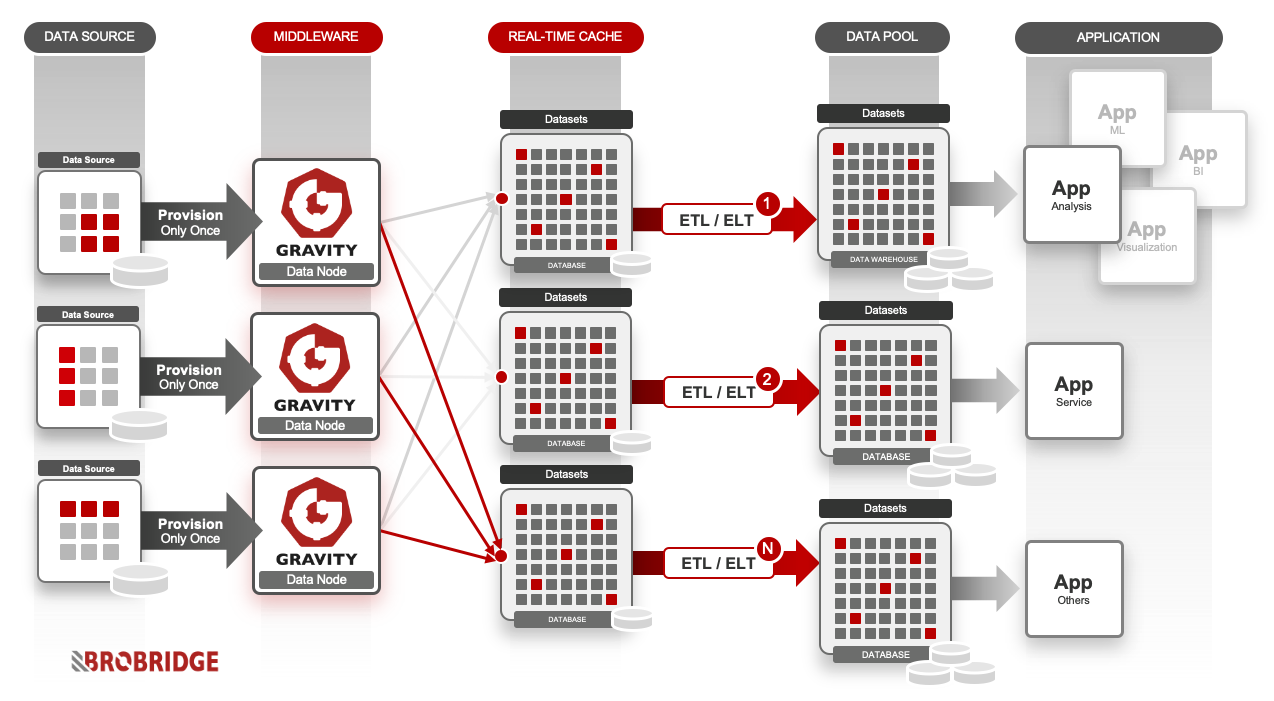 DATA SOURCE
MIDDLEWARE
REAL-TIME CACHE
DATA POOL
APPLICATION
Data Source
Provision
Only Once
GRAVITY
Data Node
Datasets
DATABASE
ETL / ELT
1
Datasets
DATA WAREHOUSE
App
ML
App
BI
App
Analysis
App
Visualization
Data Source
Provision
Only Once
GRAVITY
Data Node
Datasets
DATABASE
ETL / ELT
2
Datasets
DATABASE
App
Service
Data Source
Provision
Only Once
GRAVITY
Data Node
Datasets
DATABASE
ETL / ELT
N
Datasets
DATABASE
App
Others
BROBRIDGE